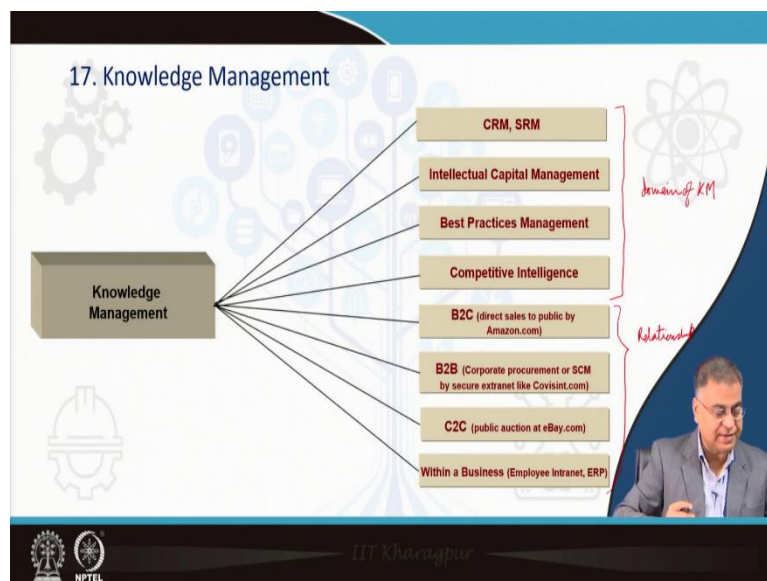 17. Knowledge Management
CRM, SRM
Intellectual Capital Management
domain of KM
Best Practices Management
Competitive Intelligence
Knowledge
Management
B2C (direct sales to public by
Amazon.com)
Relationship
B2B (Corporate procurement or SCM
by secure extranet like Covisint.com)
C2C (public auction at eBay.com)
Within a Business (Employee Intranet, ERP)
IIT Kharagpur
NPTEL